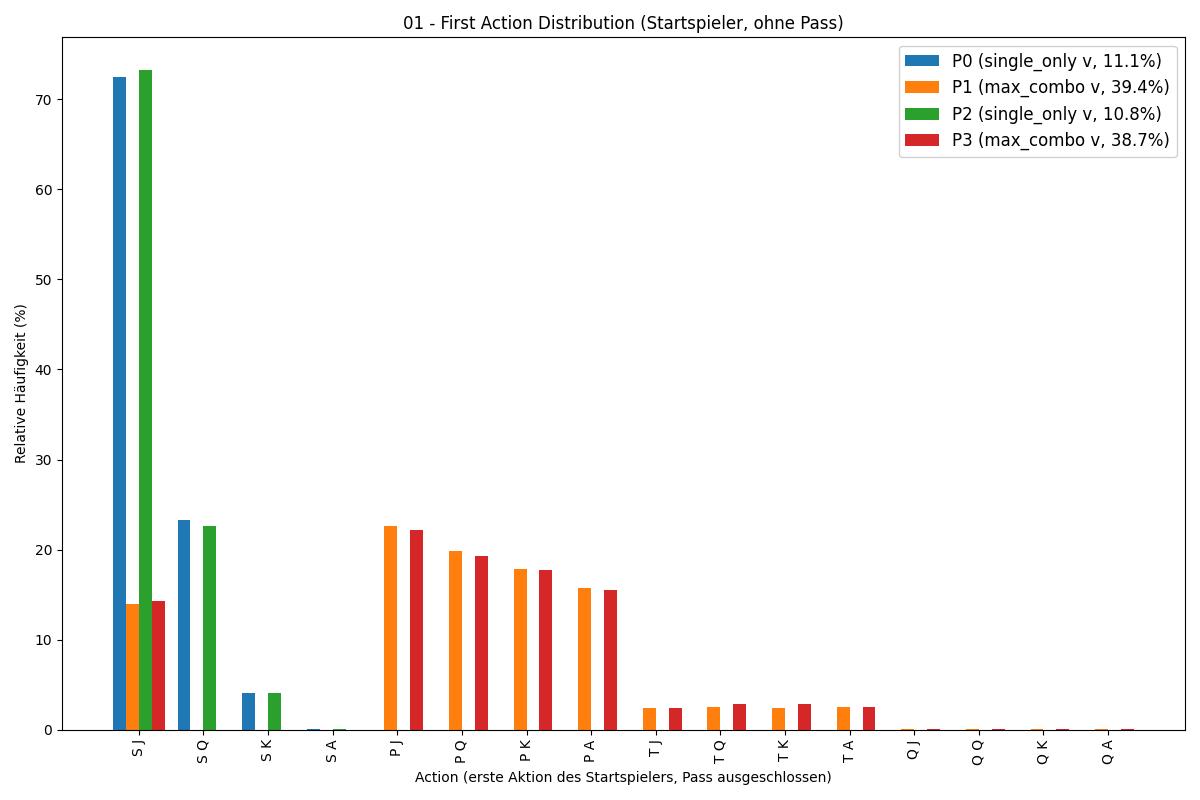 01 - First Action Distribution (Startspieler, ohne Pass)
P0 (single_only v, 11.1%)
P1 (max_combo v, 39.4%)
P2 (single_only v, 10.8%)
P3 (max_combo v, 38.7%)
Relative Häufigkeit (%)
70
60
50
40
30
20
10
0
S J
S Q
S K
S A
P J
P Q
P K
P A
T J
T Q
T K
T A
Q J
Q Q
Q K
Q A
Action (erste Aktion des Startspielers, Pass ausgeschlossen)